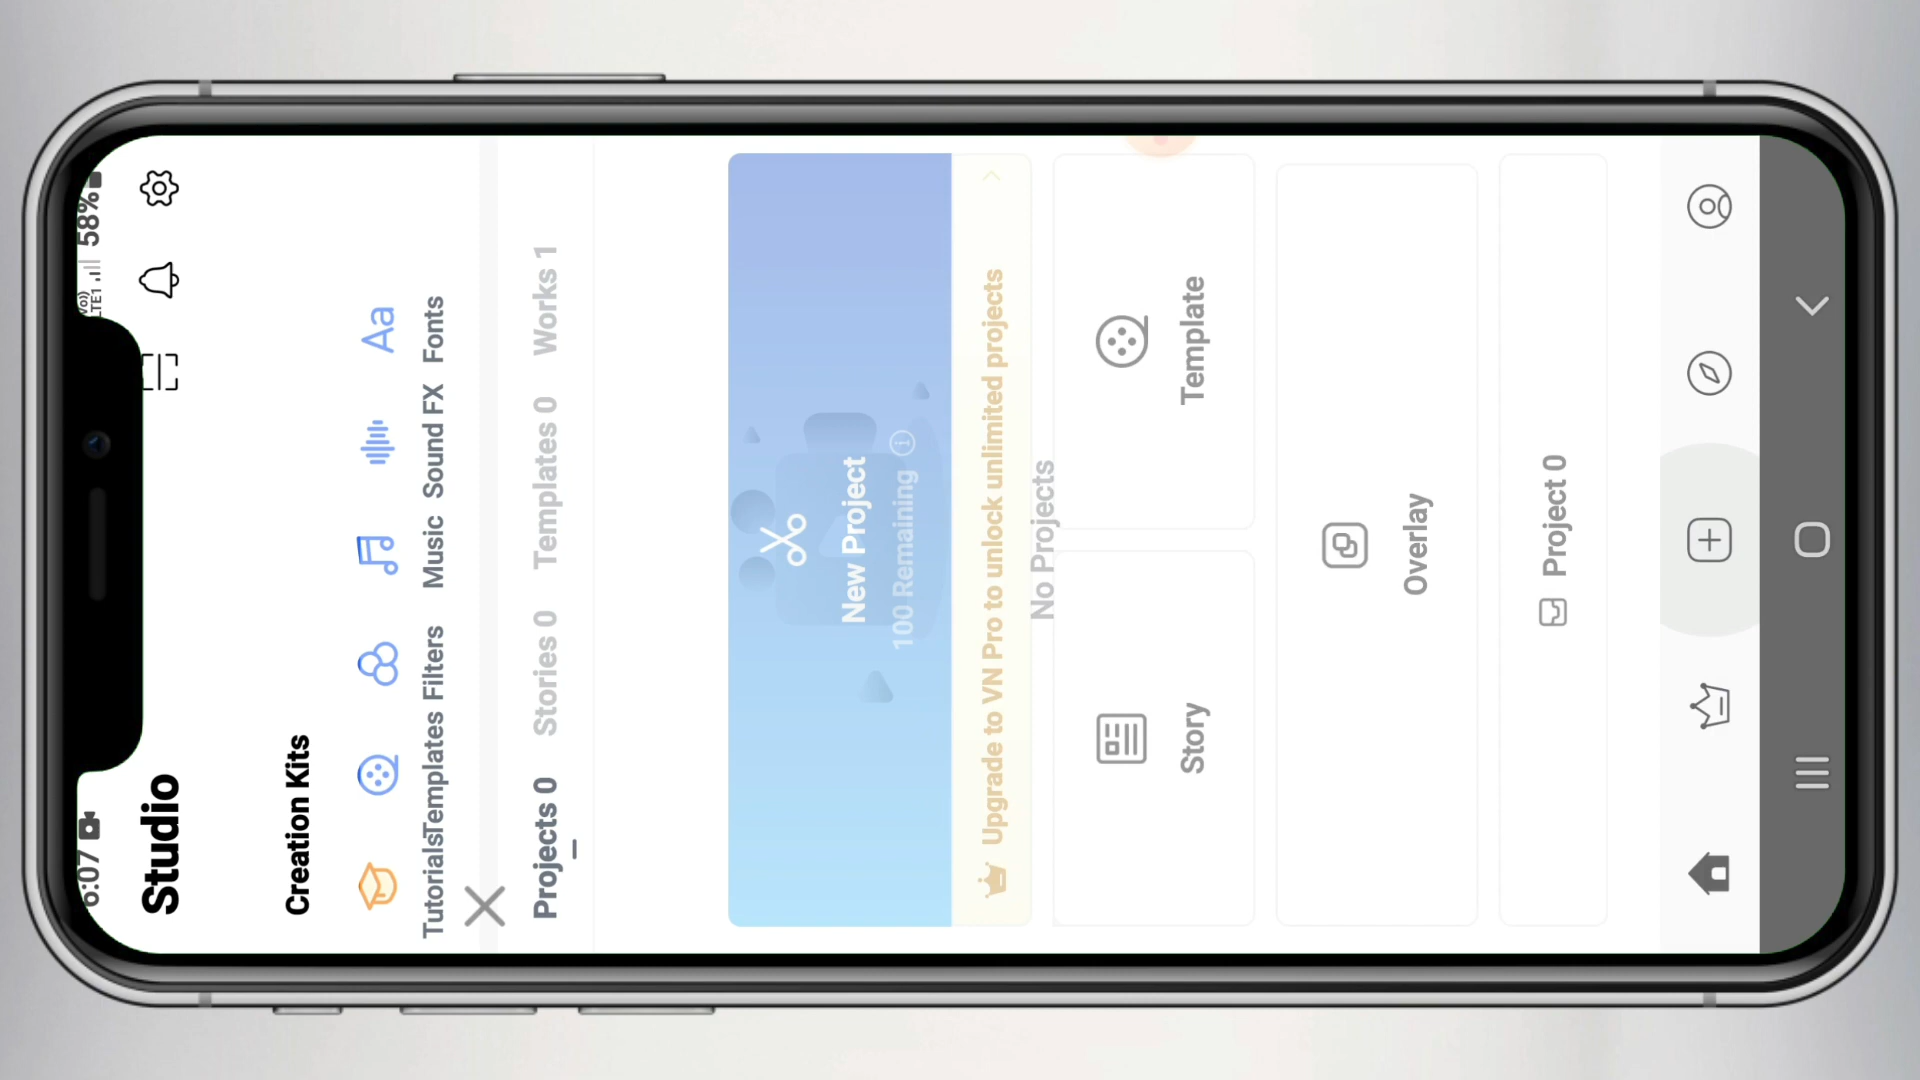 6:07
LTE1 58%
Studio
Creation Kits
Tutorials Templates Filters Music Sound FX Fonts
Projects 0 Stories 0 Templates 0 Works 1
New Project
100 Remaining
Upgrade to VN Pro to unlock unlimited projects
No Projects
Story Template
Overlay
Project 0